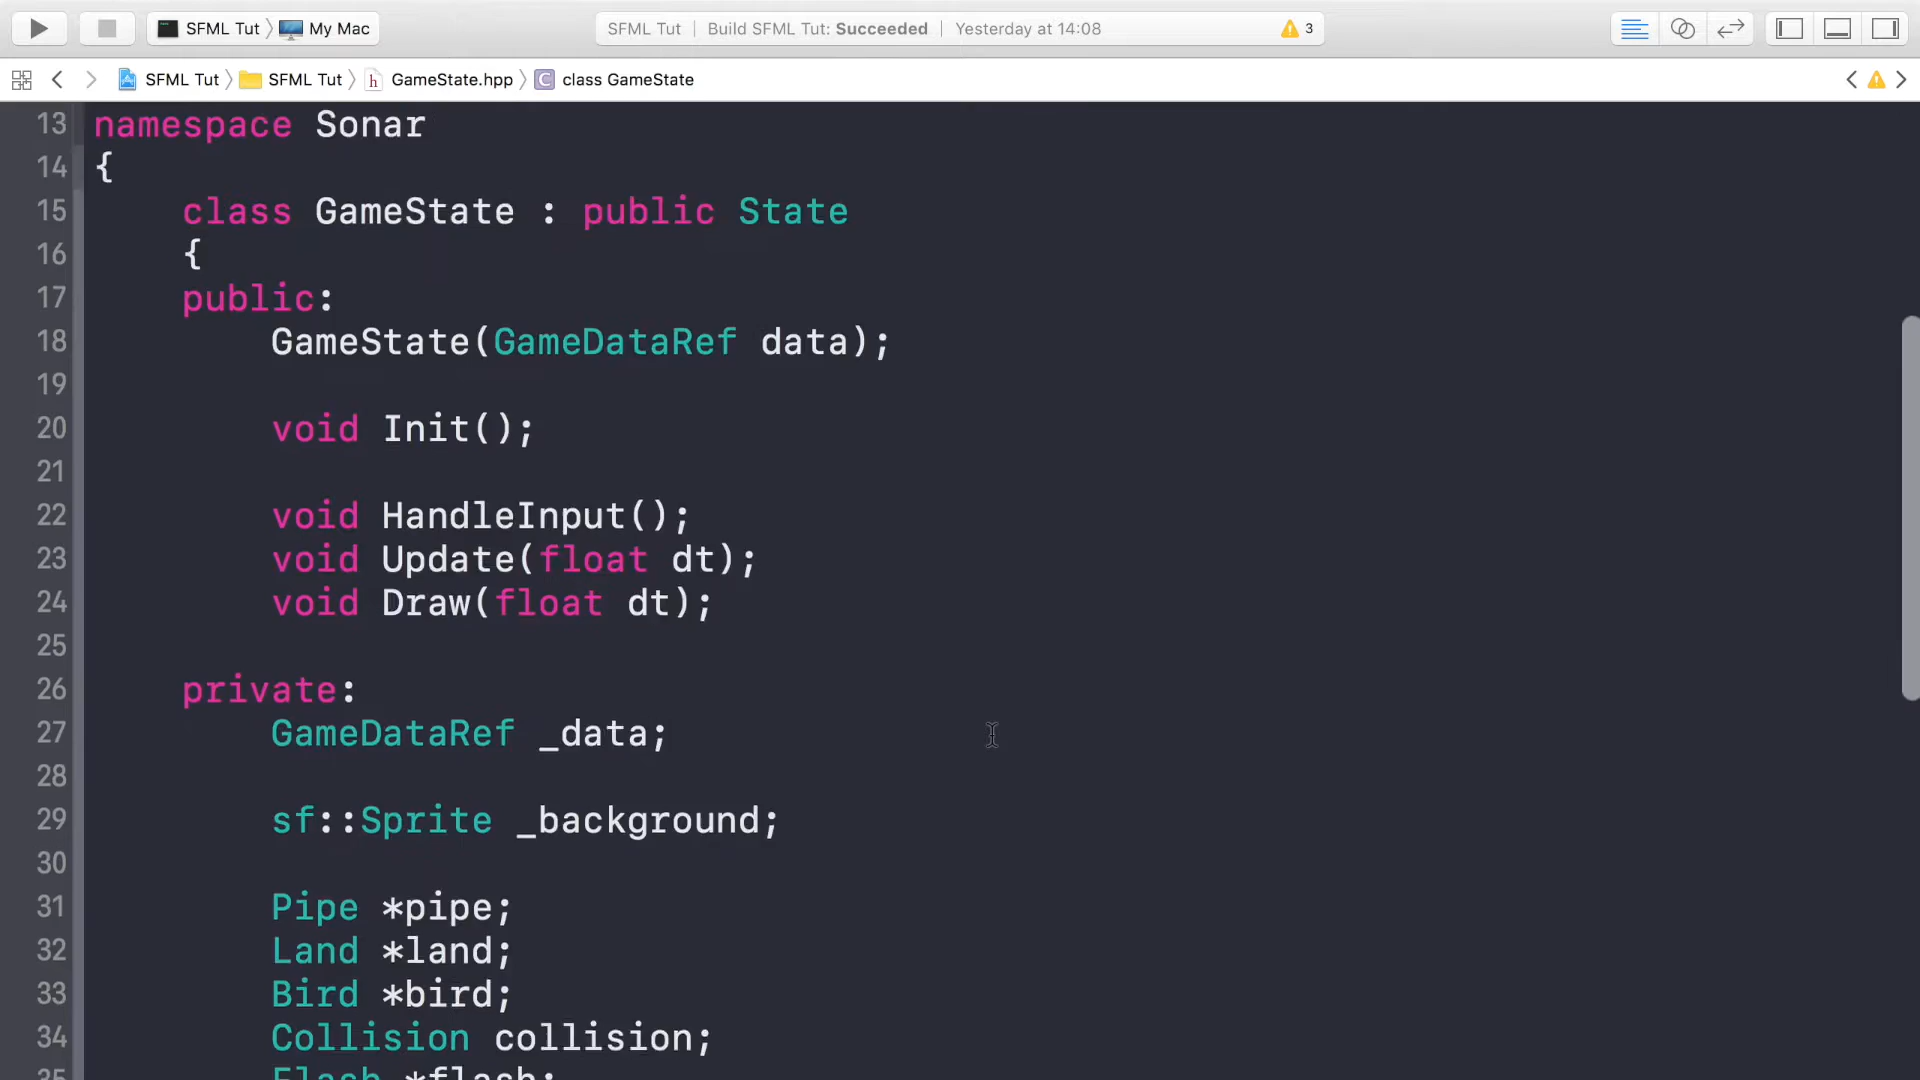 SFML Tut My Mac SFML Tut Build SFML Tut: Succeeded Yesterday at 14:08 3
SFML Tut SFML Tut h GameState.hpp C class GameState
13 namespace Sonar
14 {
15 class GameState : public State
16 {
17 public:
18 GameState(GameDataRef data);
19
20 void Init();
21
22 void HandleInput();
23 void Update(float dt);
24 void Draw(float dt);
25
26 private:
27 GameDataRef _data;
28
29 sf::Sprite _background;
30
31 Pipe *pipe;
32 Land *land;
33 Bird *bird;
34 Collision collision;
35 Flash *flash;